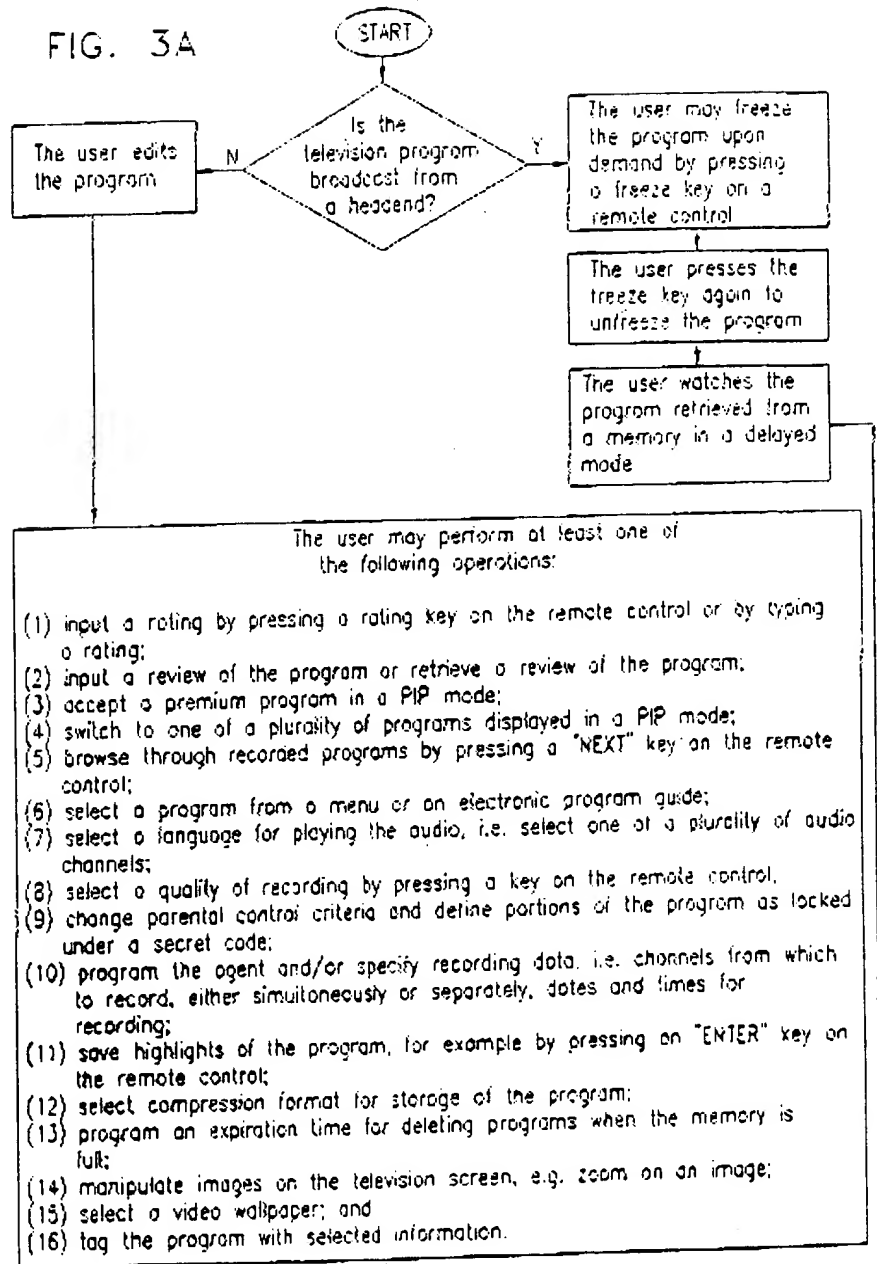 FIG. 3A
START
Is the
television program
broadcast from
a headend?
N
Y
The user edits
the program
The user may freeze
the program upon
demand by pressing
a freeze key on a
remote control
The user presses the
freeze key again to
unfreeze the program
The user watches the
program retrieved from
a memory in a delayed
mode
The user may perform at least one of
the following operations:
(1) input a rating by pressing a rating key on the remote control or by typing
a rating;
(2) input a review of the program or retrieve a review of the program;
(3) accept a premium program in a PIP mode;
(4) switch to one of a plurality of programs displayed in a PIP mode;
(5) browse through recorded programs by pressing a "NEXT" key on the remote
control;
(6) select a program from a menu or an electronic program guide;
(7) select a language for playing the audio, i.e. select one of a plurality of audio
channels;
(8) select a quality of recording by pressing a key on the remote control,
(9) change parental control criteria and define portions of the program as locked
under a secret code;
(10) program the agent and/or specify recording data, i.e. channels from which
to record, either simultaneously or separately, dates and times for
recording;
(11) save highlights of the program, for example by pressing an "ENTER" key on
the remote control;
(12) select compression format for storage of the program;
(13) program an expiration time for deleting programs when the memory is
full;
(14) manipulate images on the television screen, e.g. zoom on an image;
(15) select a video wallpaper; and
(16) tag the program with selected information.